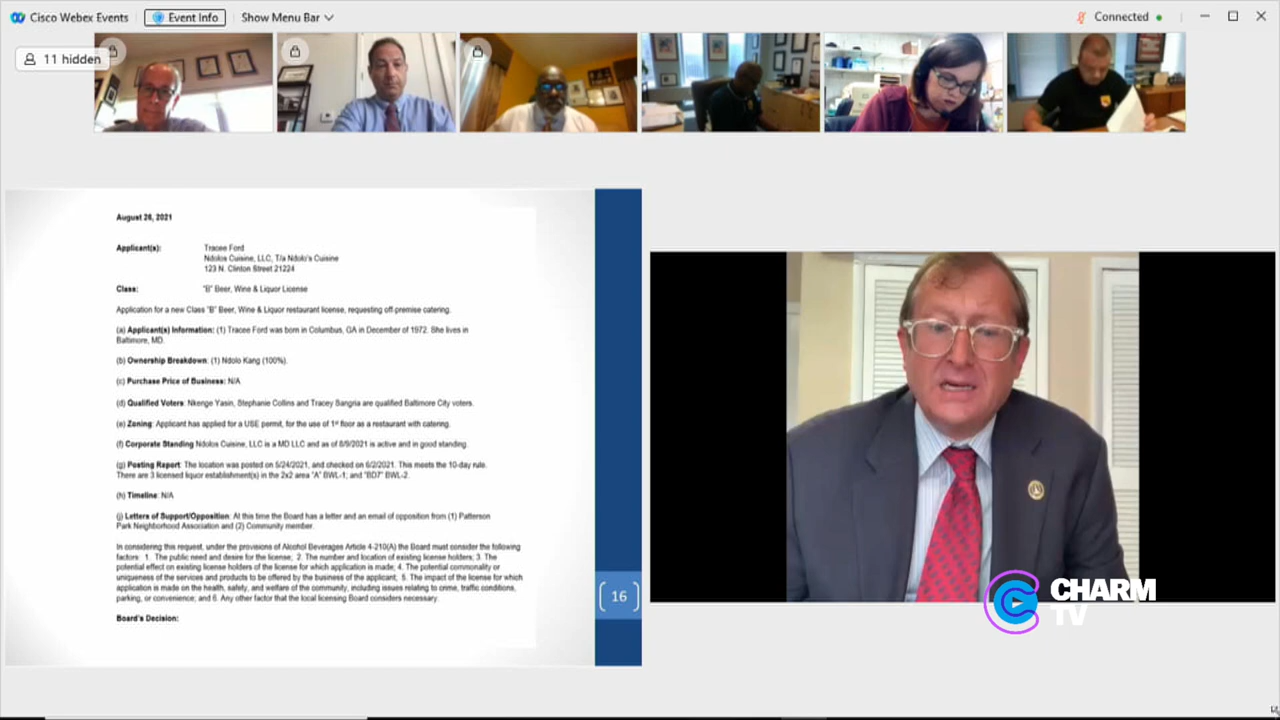 Cisco Webex Events
Event Info
Show Menu Bar
Connected
11 hidden
August 26, 2021
Applicant(s): Tracee Ford
Ndolos Cuisine, LLC, T/a Ndolo's Cuisine
123 N. Clinton Street 21224
Class: "B" Beer, Wine & Liquor License
Application for a new Class "B" Beer, Wine & Liquor restaurant license, requesting off-premise catering.
(a) Applicant(s) Information: (1) Tracee Ford was born in Columbus, GA in December of 1972. She lives in
Baltimore, MD.
(b) Ownership Breakdown: (1) Ndolo Kang (100%).
(c) Purchase Price of Business: N/A
(d) Qualified Voters: Nkenge Yasin, Stephanie Collins and Tracey Sangria are qualified Baltimore City voters.
(e) Zoning: Applicant has applied for a USE permit, for the use of 1st floor as a restaurant with catering.
(f) Corporate Standing Ndolos Cuisine, LLC is a MD LLC and as of 8/9/2021 is active and in good standing.
(g) Posting Report: The location was posted on 5/24/2021, and checked on 6/2/2021. This meets the 10-day rule.
There are 3 licensed liquor establishment(s) in the 2x2 area "A" BWL-1; and "BD7" BWL-2.
(h) Timeline: N/A
(i) Letters of Support/Opposition: At this time the Board has a letter and an email of opposition from (1) Patterson
Park Neighborhood Association and (2) Community member.
In considering this request, under the provisions of Alcohol Beverages Article 4-210(A) the Board must consider the following
factors: 1. The public need and desire for the license; 2. The number and location of existing license holders; 3. The
potential effect on existing license holders of the license for which application is made; 4. The potential commonality or
uniqueness of the services and products to be offered by the business of the applicant; 5. The impact of the license for which
application is made on the health, safety, and welfare of the community, including issues relating to crime, traffic conditions,
parking, or convenience; and 6. Any other factor that the local licensing Board considers necessary.
Board's Decision:
16
CHARM
TV